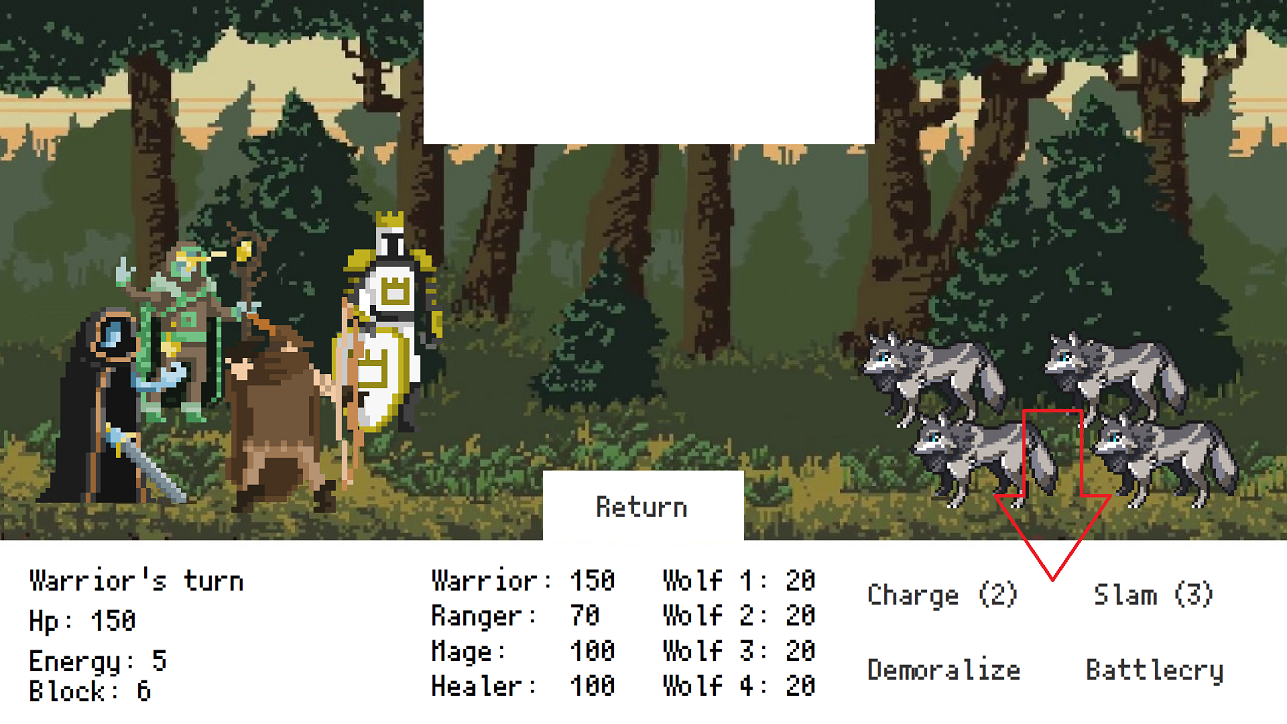 Return
Warrior's turn
Hp: 150
Energy: 5
Block: 6
Warrior: 150
Ranger: 70
Mage: 100
Healer: 100
Wolf 1: 20
Wolf 2: 20
Wolf 3: 20
Wolf 4: 20
Charge (2)
Slam (3)
Demoralize
Battlecry